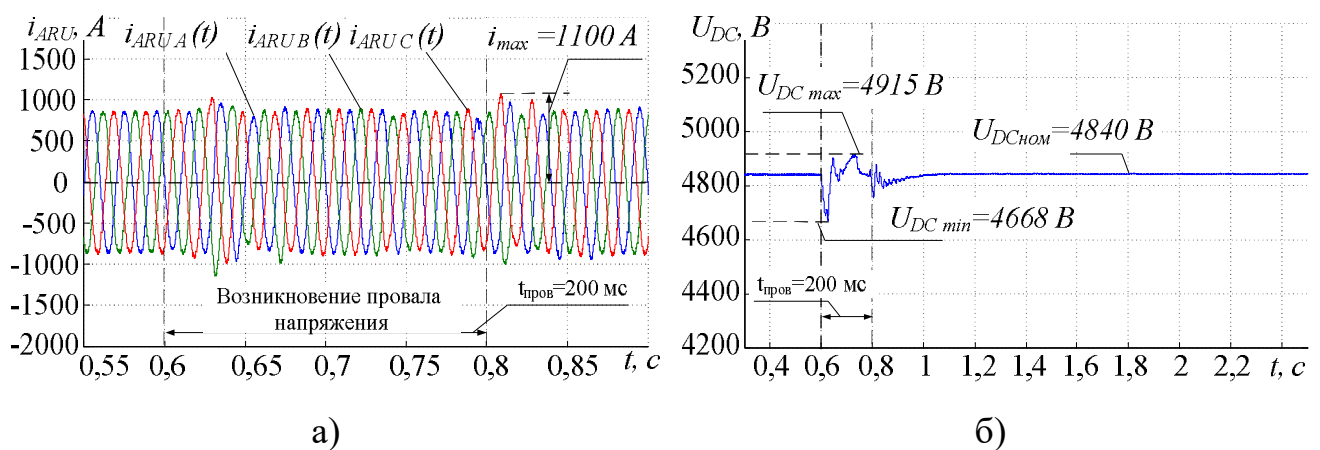 i_ARU, А
i_ARU A (t) i_ARU B (t) i_ARU C (t)
i_max =1100 А
1500
1000
500
0
-500
-1000
-1500
-2000
Возникновение провала
напряжения
t_пров=200 мс
0,55 0,6 0,65 0,7 0,75 0,8 0,85 t, с
а)
U_DC, В
5200
5000
4800
4600
4400
4200
U_DC max=4915 В
U_DCном=4840 В
U_DC min=4668 В
t_пров=200 мс
0,4 0,6 0,8 1 1,2 1,4 1,6 1,8 2 2,2 t, с
б)